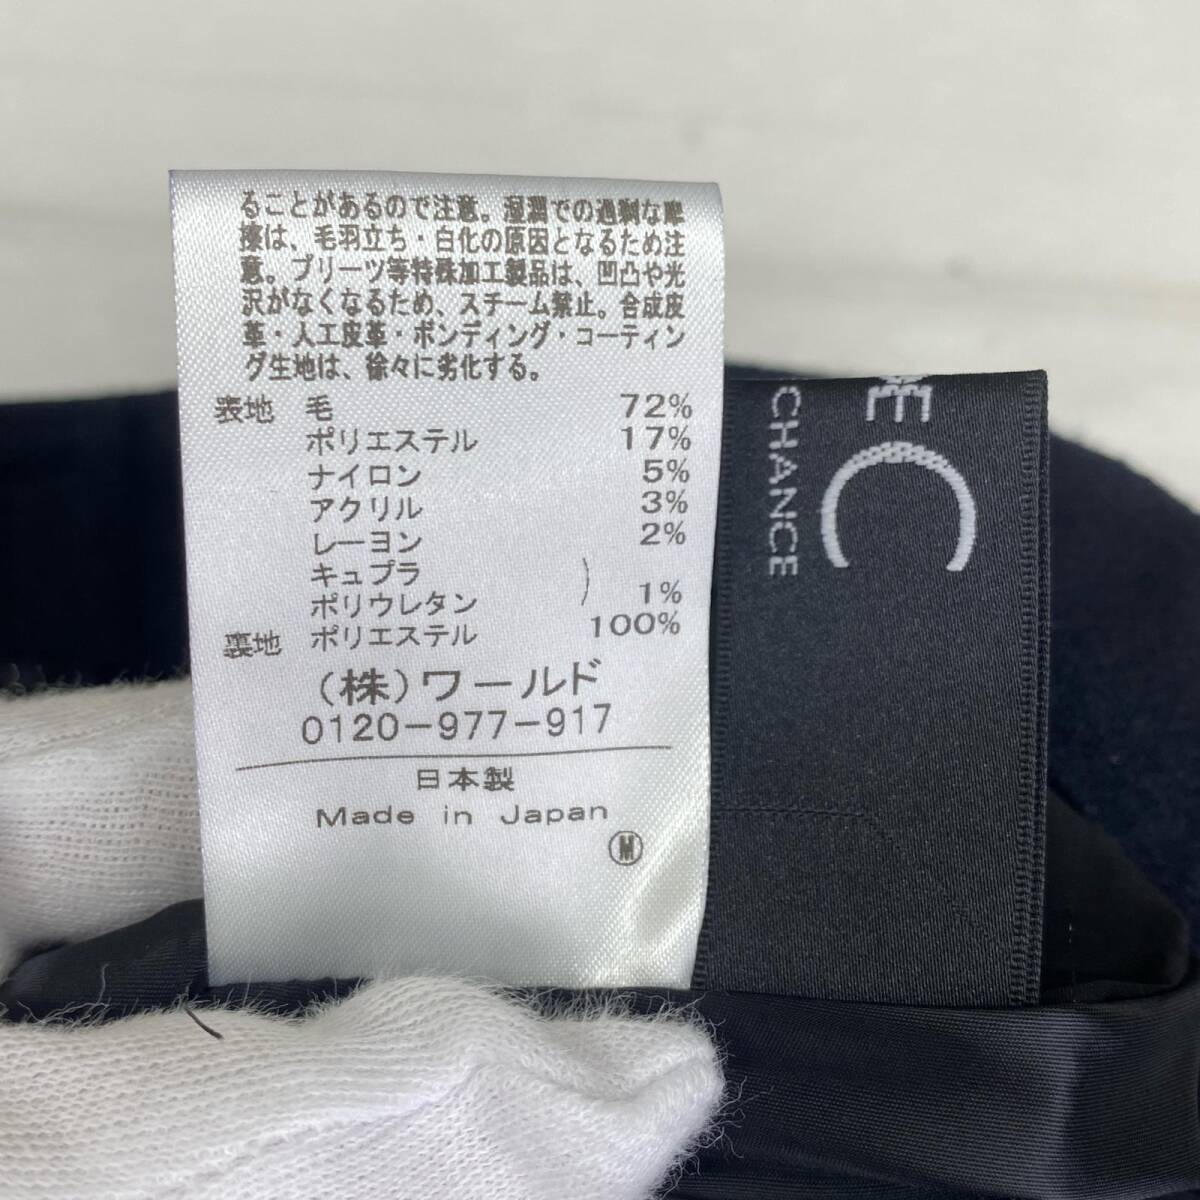 ることがあるので注意。湿潤での過剰な摩
擦は、毛羽立ち・白化の原因となるため注
意。プリーツ等特殊加工製品は、凹凸や光
沢がなくなるため、スチーム禁止。合成皮
革・人工皮革・ボンディング・コーティン
グ生地は、徐々に劣化する。
表地 毛 72%
ポリエステル 17%
ナイロン 5%
アクリル 3%
レーヨン 2%
キュプラ )
ポリウレタン ) 1%
裏地 ポリエステル 100%
(株)ワールド
0120-977-917
日本製
Made in Japan
M
C
CHANCE